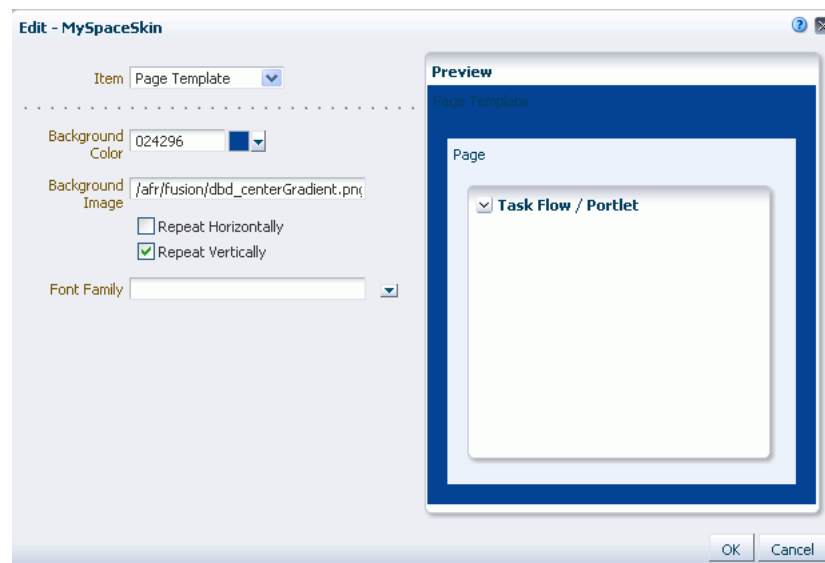 Edit - MySpaceSkin
Item Page Template
Background Color 024296
Background Image /afr/fusion/dbd_centerGradient.png
Repeat Horizontally
Repeat Vertically
Font Family
Preview
Page Template
Page
Task Flow / Portlet
OK Cancel